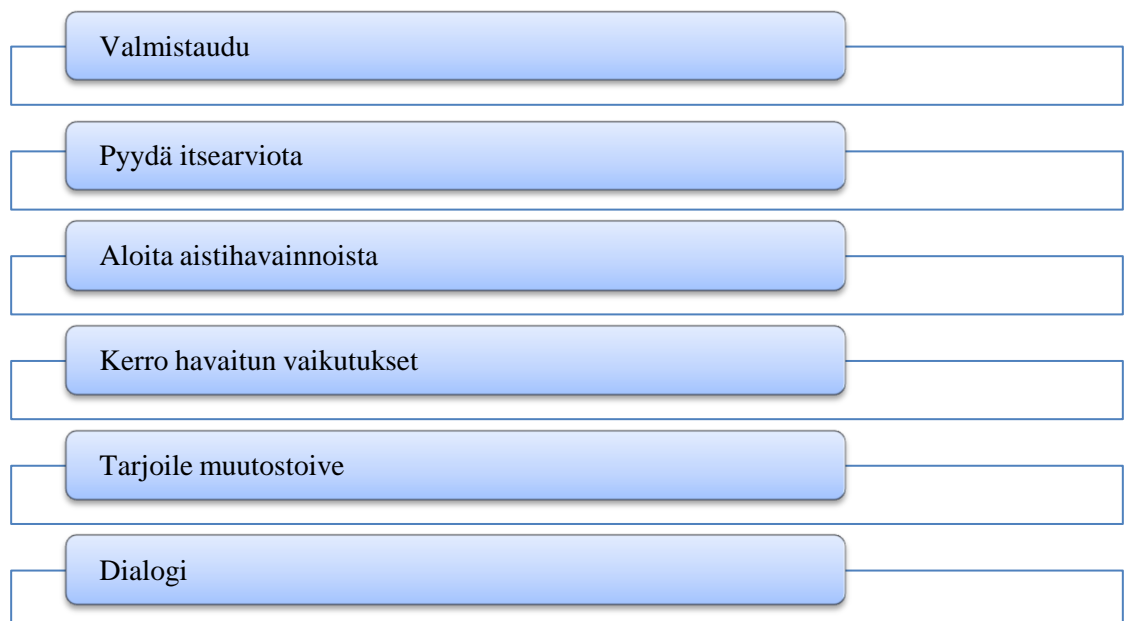 Valmistaudu
Pyydä itsearviota
Aloita aistihavainnoista
Kerro havaitun vaikutukset
Tarjoile muutostoive
Dialogi